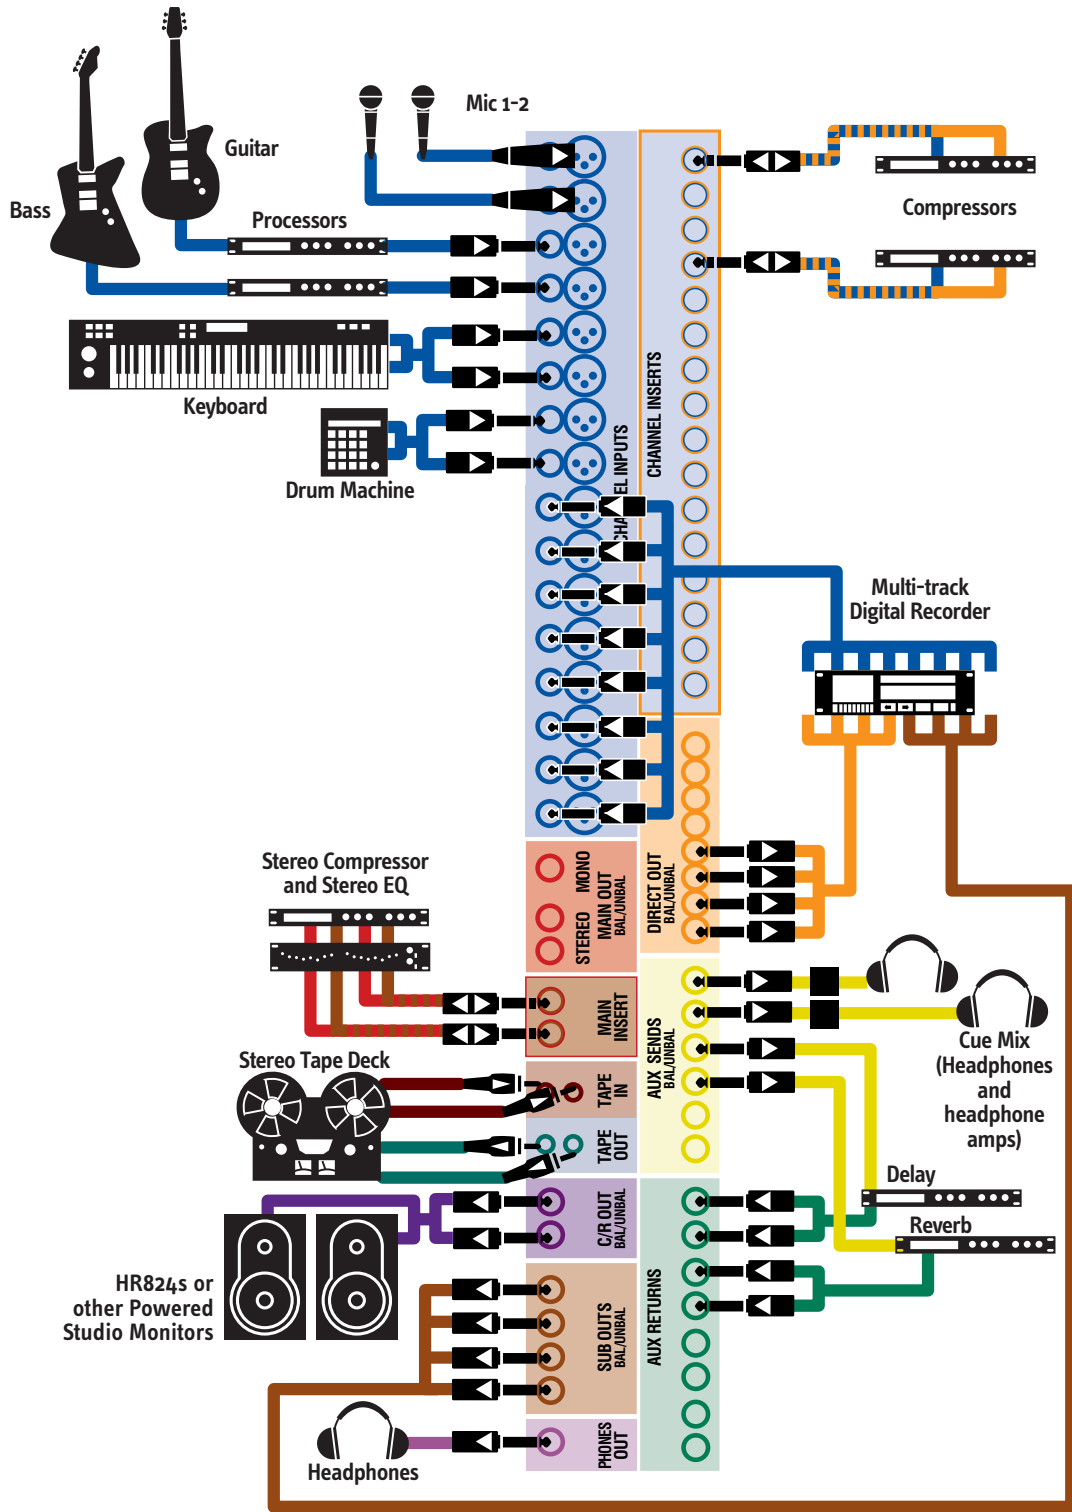 Mic 1-2
Guitar
Bass
Processors
Compressors
Keyboard
Drum Machine
CHANNEL INPUTS
CHANNEL INSERTS
Multi-track
Digital Recorder
Stereo Compressor
and Stereo EQ
STEREO MONO
MAIN OUT
BAL/UNBAL
DIRECT OUT
BAL/UNBAL
MAIN
INSERT
AUX SENDS
BAL/UNBAL
Cue Mix
(Headphones
and
headphone
amps)
Stereo Tape Deck
TAPE
IN
TAPE
OUT
Delay
Reverb
C/R OUT
BAL/UNBAL
HR824s or
other Powered
Studio Monitors
SUB OUTS
BAL/UNBAL
AUX RETURNS
PHONES
OUT
Headphones